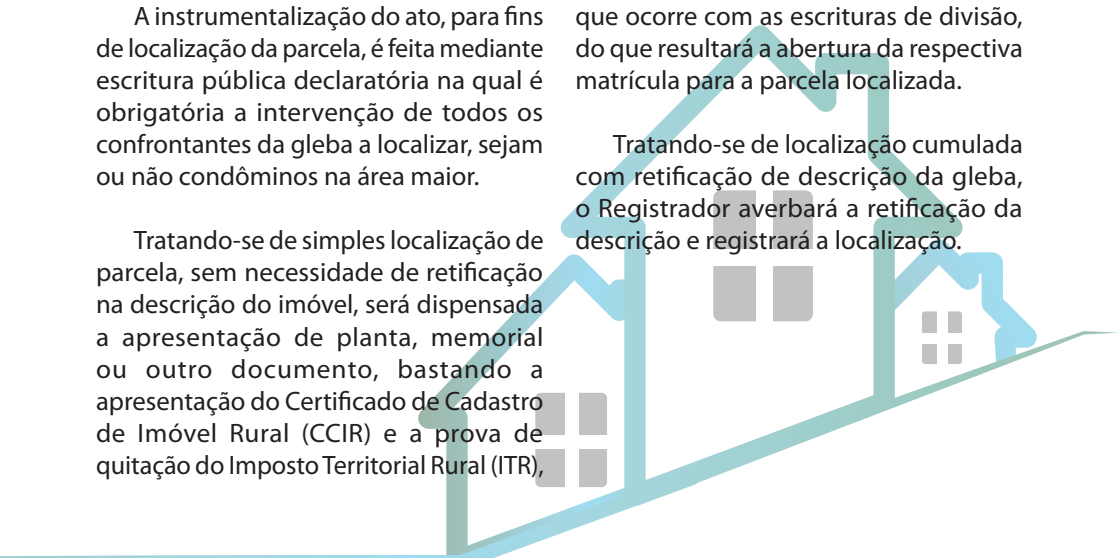 A instrumentalização do ato, para fins
de localização da parcela, é feita mediante
escritura pública declaratória na qual é
obrigatória a intervenção de todos os
confrontantes da gleba a localizar, sejam
ou não condôminos na área maior.
Tratando-se de simples localização de
parcela, sem necessidade de retificação
na descrição do imóvel, será dispensada
a apresentação de planta, memorial
ou outro documento, bastando a
apresentação do Certificado de Cadastro
de Imóvel Rural (CCIR) e a prova de
quitação do Imposto Territorial Rural (ITR),
que ocorre com as escrituras de divisão,
do que resultará a abertura da respectiva
matrícula para a parcela localizada.
Tratando-se de localização cumulada
com retificação de descrição da gleba,
o Registrador averbará a retificação da
descrição e registrará a localização.